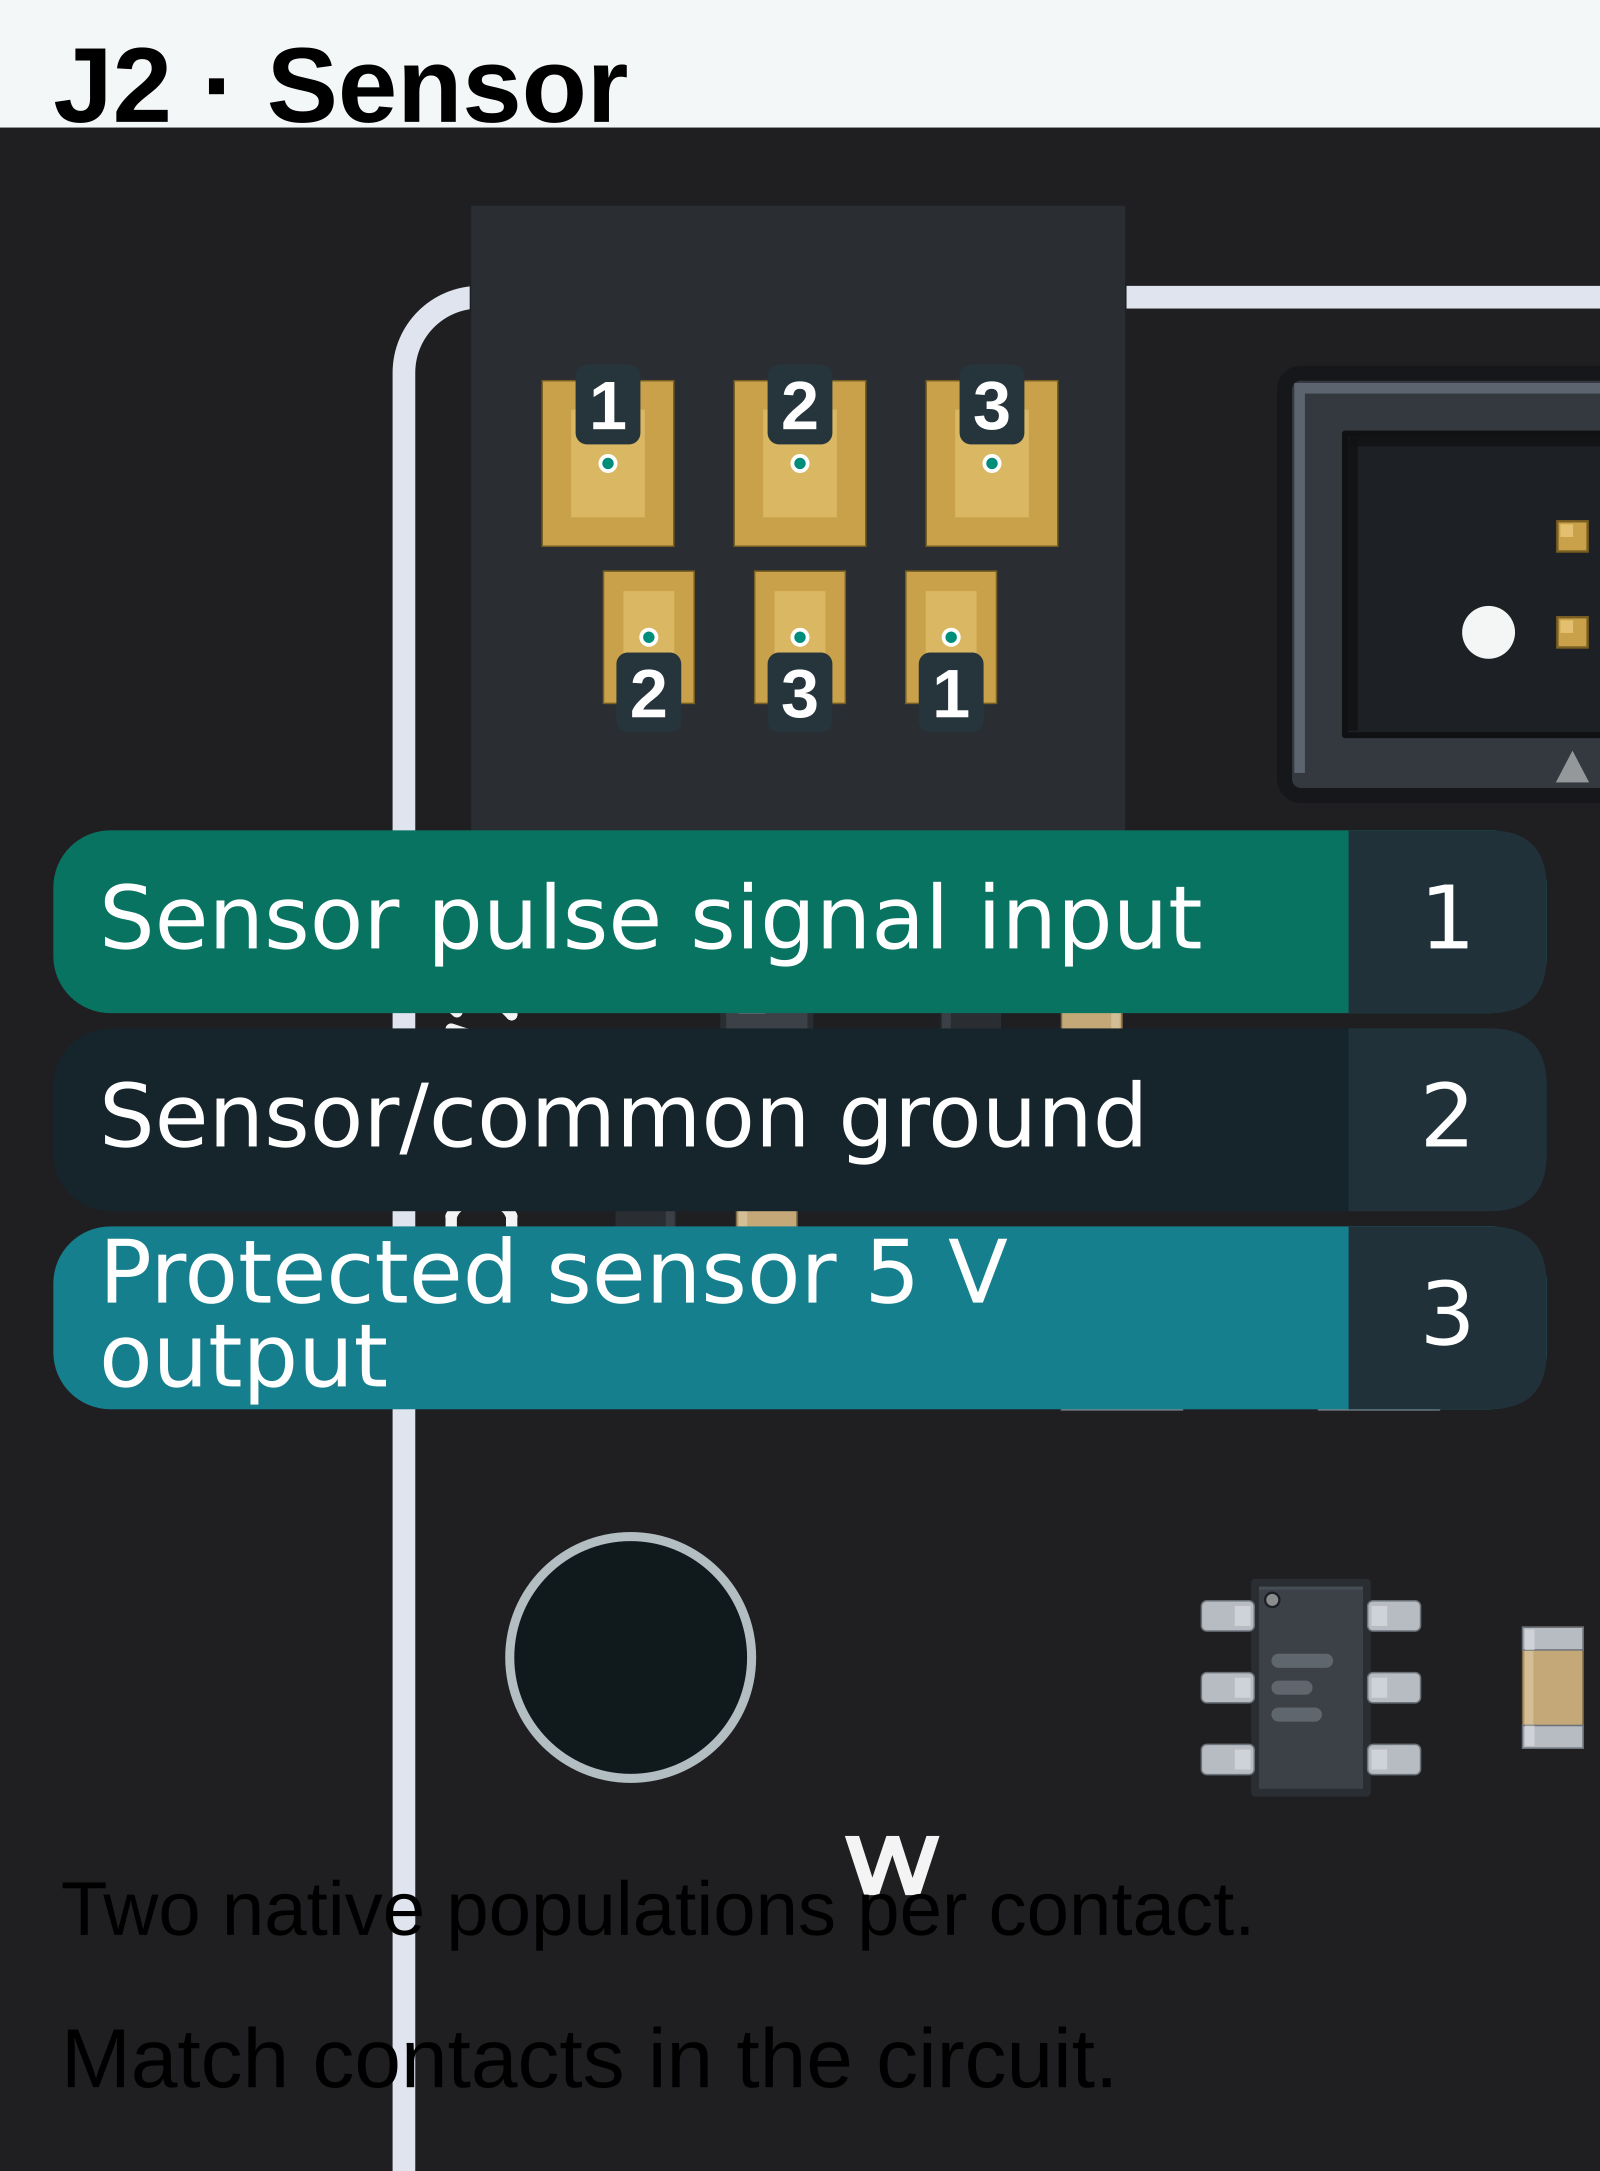 J2 · Sensor
1 2 3
2 3 1
Sensor pulse signal input 1
Sensor/common ground 2
Protected sensor 5 V
output 3
W
Two native populations per contact.
Match contacts in the circuit.